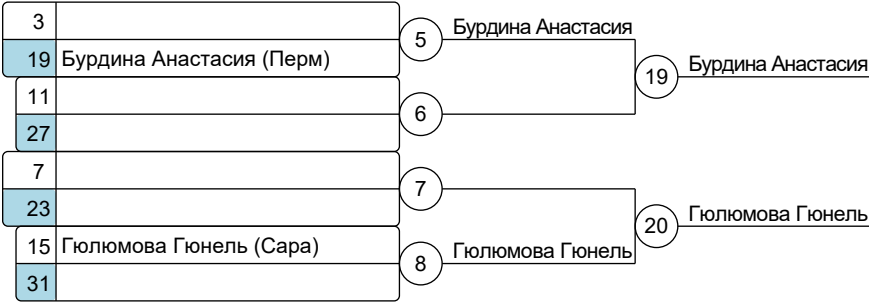 3
19 Бурдина Анастасия (Перм)
5 Бурдина Анастасия
19 Бурдина Анастасия
11
27
6
7
23
7
15 Гюлюмова Гюнель (Сара)
31
8 Гюлюмова Гюнель
20 Гюлюмова Гюнель